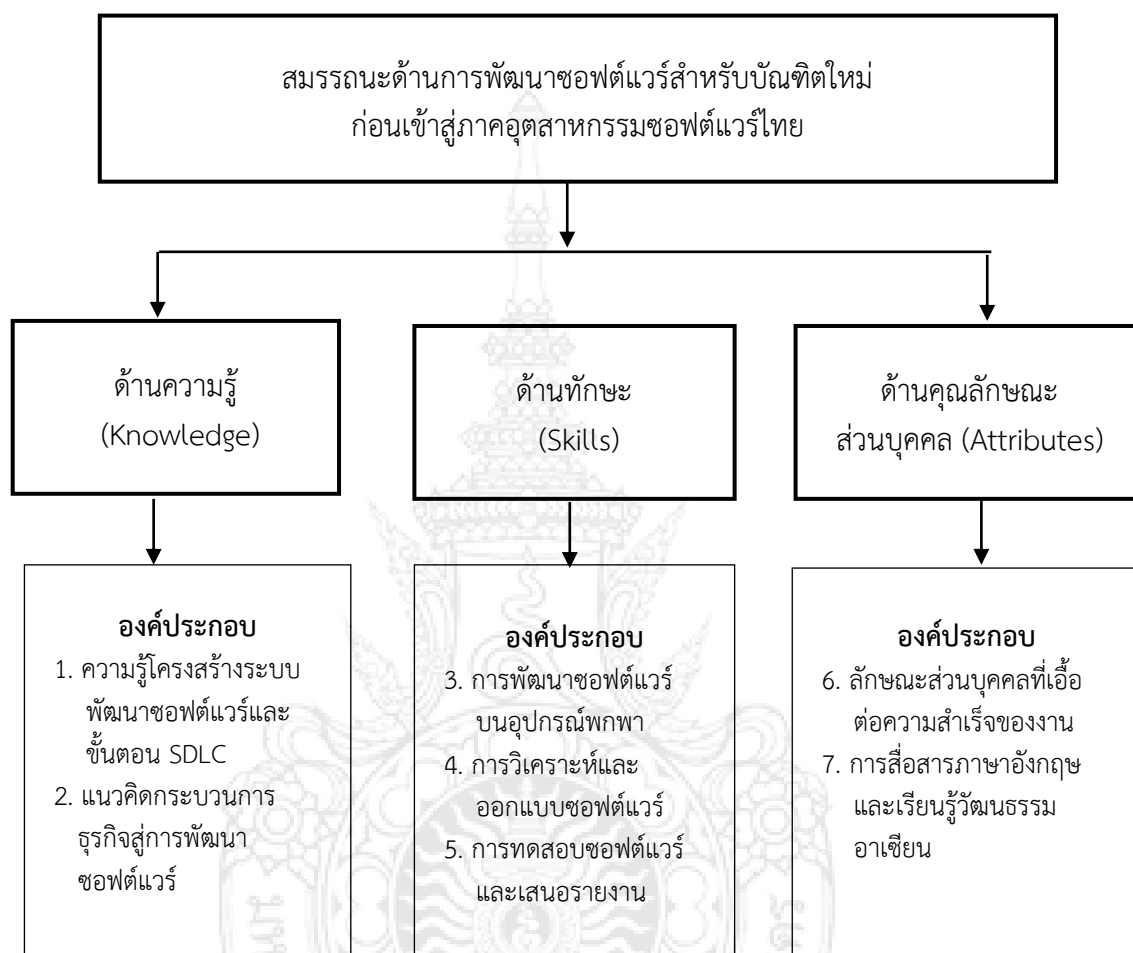 สมรรถนะด้านการพัฒนาซอฟต์แวร์สำหรับบัณฑิตใหม่
ก่อนเข้าสู่ภาคอุตสาหกรรมซอฟต์แวร์ไทย
ด้านความรู้
(Knowledge)
ด้านทักษะ
(Skills)
ด้านคุณลักษณะ
ส่วนบุคคล (Attributes)
องค์ประกอบ
1. ความรู้โครงสร้างระบบ
พัฒนาซอฟต์แวร์และ
ขั้นตอน SDLC
2. แนวคิดกระบวนการ
ธุรกิจสู่การพัฒนา
ซอฟต์แวร์
องค์ประกอบ
3. การพัฒนาซอฟต์แวร์
บนอุปกรณ์พกพา
4. การวิเคราะห์และ
ออกแบบซอฟต์แวร์
5. การทดสอบซอฟต์แวร์
และเสนอรายงาน
องค์ประกอบ
6. ลักษณะส่วนบุคคลที่เอื้อ
ต่อความสำเร็จของงาน
7. การสื่อสารภาษาอังกฤษ
และเรียนรู้วัฒนธรรม
อาเซียน